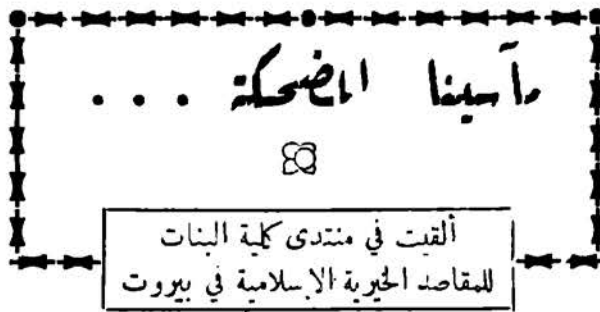 مآسينا المضحكة ...
ألقيت في منتدى كلية البنات
للمقاصد الخيرية الإسلامية في بيروت